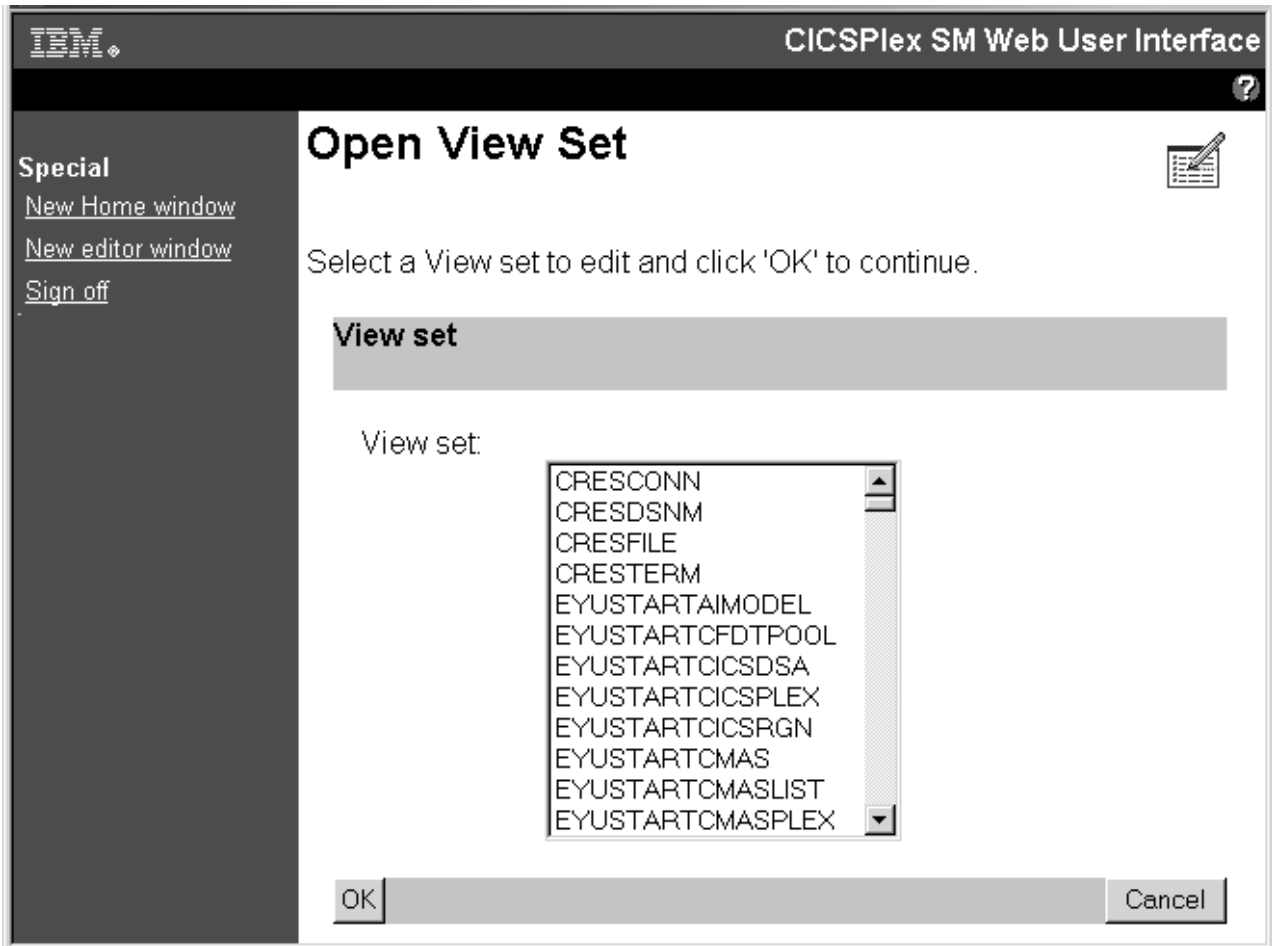 IBM.
CICSPlex SM Web User Interface
?
Special
New Home window
New editor window
Sign off
Open View Set
Select a View set to edit and click 'OK' to continue.
View set
View set:
CRESCONN
CRESDSNM
CRESFILE
CRESTERM
EYUSTARTAIMODEL
EYUSTARTCFDTPOOL
EYUSTARTCICSDSA
EYUSTARTCICSPLEX
EYUSTARTCICSRGN
EYUSTARTCMAS
EYUSTARTCMASLIST
EYUSTARTCMASPLEX
OK
Cancel